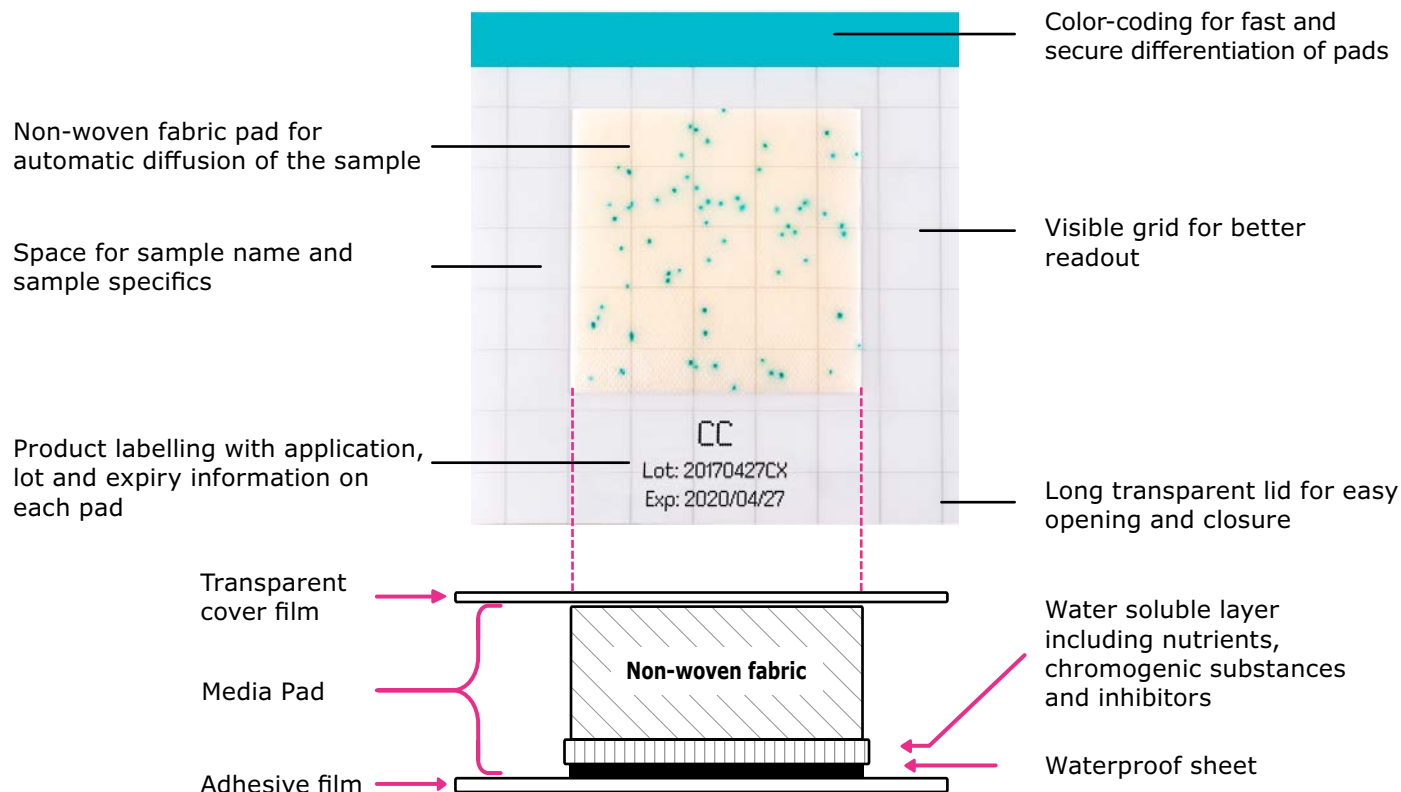 Color-coding for fast and
secure differentiation of pads
Non-woven fabric pad for
automatic diffusion of the sample
Space for sample name and
sample specifics
Visible grid for better
readout
Product labelling with application,
lot and expiry information on
each pad
CC
Lot: 20170427CX
Exp: 2020/04/27
Long transparent lid for easy
opening and closure
Transparent
cover film
Media Pad
Adhesive film
Non-woven fabric
Water soluble layer
including nutrients,
chromogenic substances
and inhibitors
Waterproof sheet